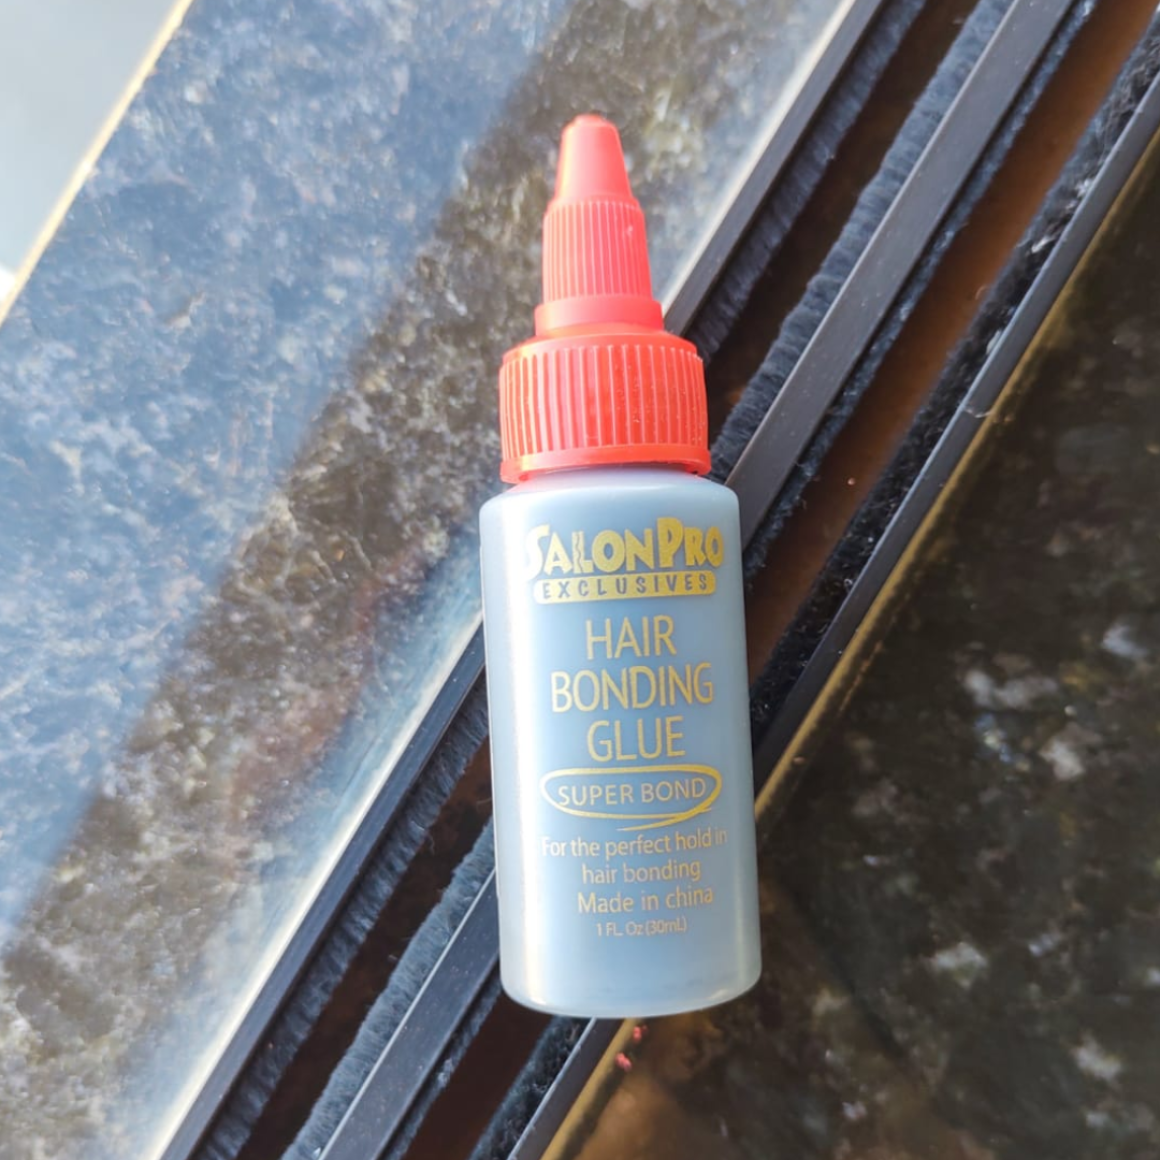 SALONPRO
EXCLUSIVES
HAIR
BONDING
GLUE
SUPER BOND
For the perfect hold in
hair bonding
Made in china
1 FL. Oz (30mL)